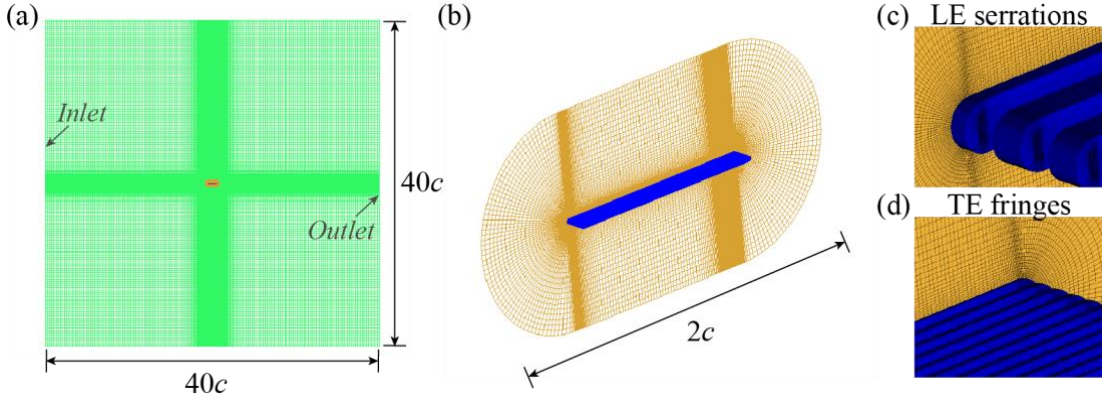 (a)
Inlet
Outlet
40c
40c
(b)
2c
(c) LE serrations
(d) TE fringes